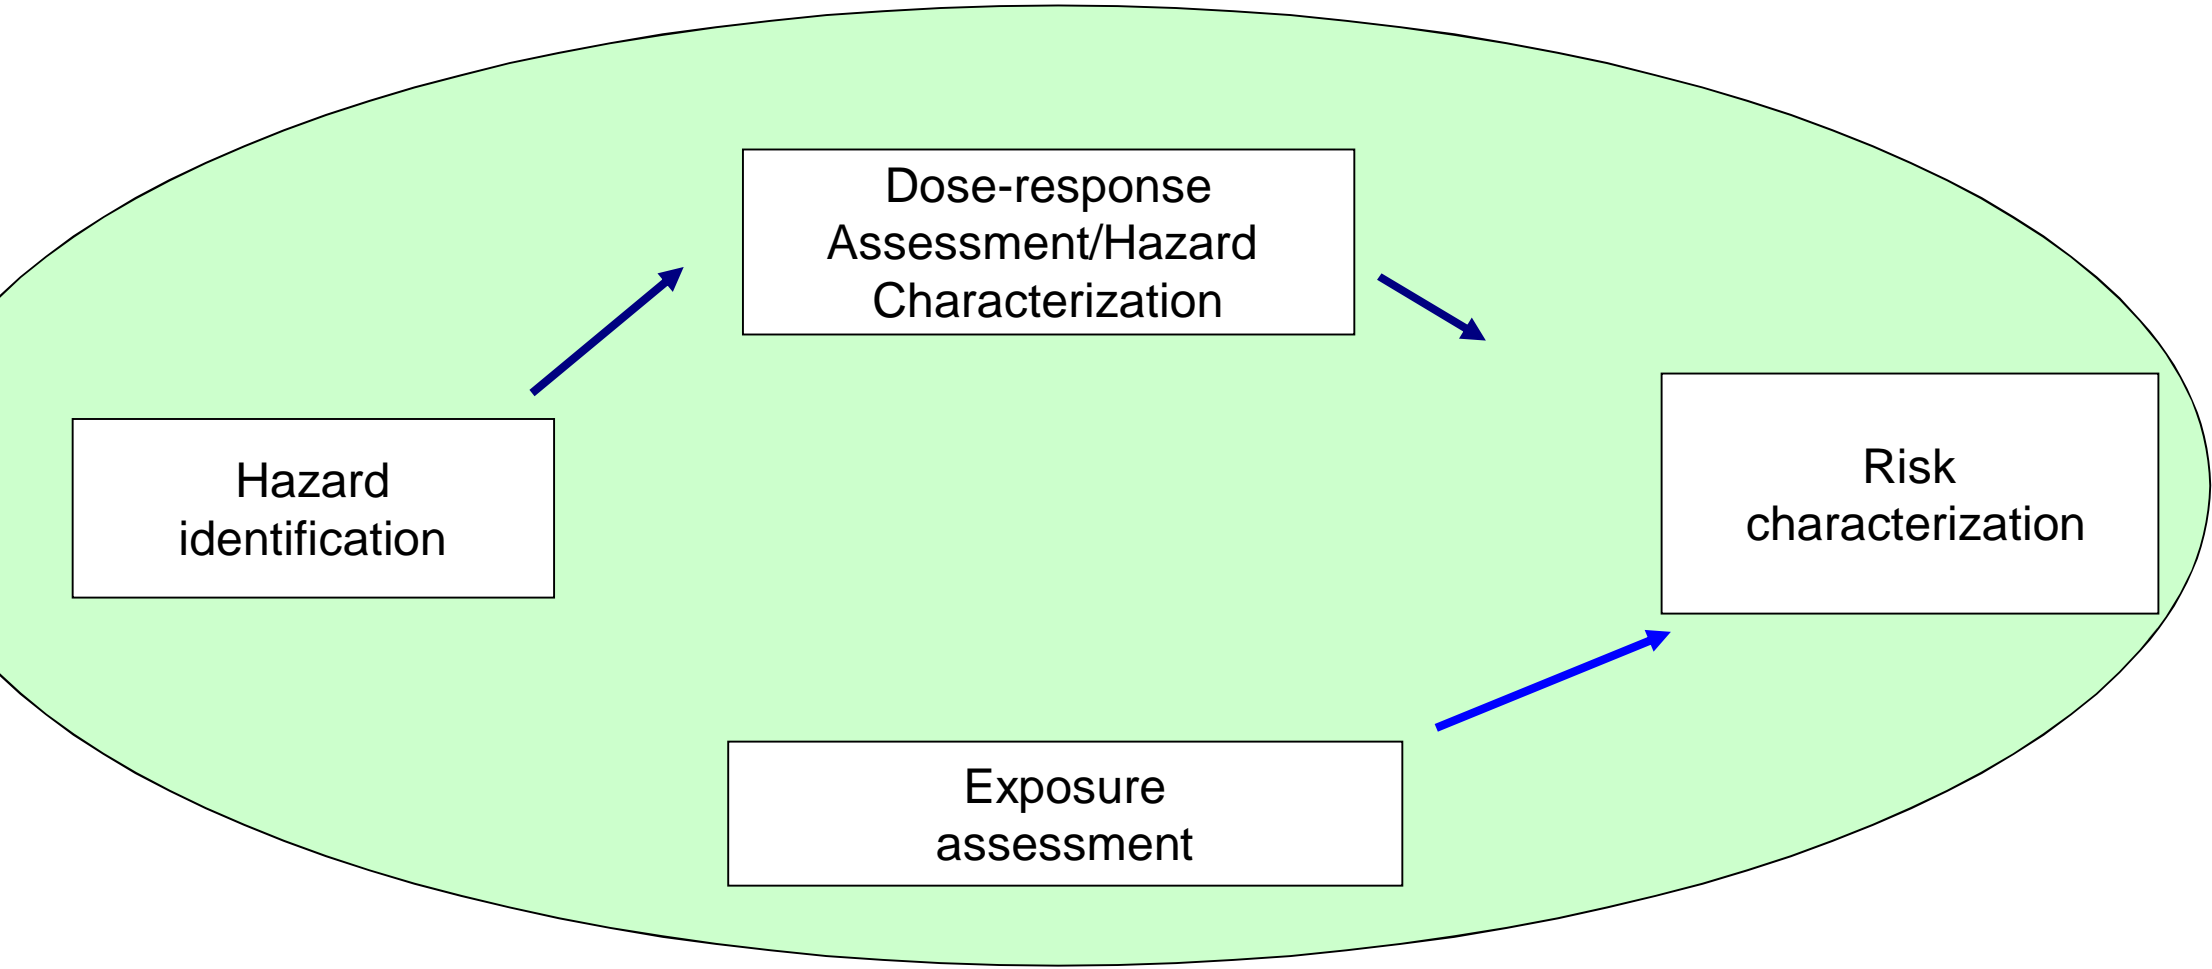 Dose-response
Assessment/Hazard
Characterization
Hazard
identification
Risk
characterization
Exposure
assessment